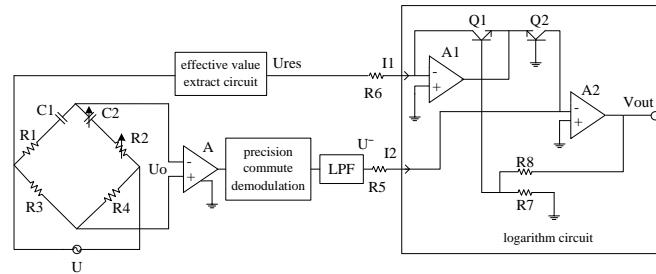 Q1
Q2
effective value
extract circuit
Ures
I1
A1
R6
A2
Vout
C1
C2
R1
R2
Uo
A
precision
commute
demodulation
U⁻
LPF
I2
R5
R8
R7
R3
R4
U
logarithm circuit
-
+
-
+
-
+